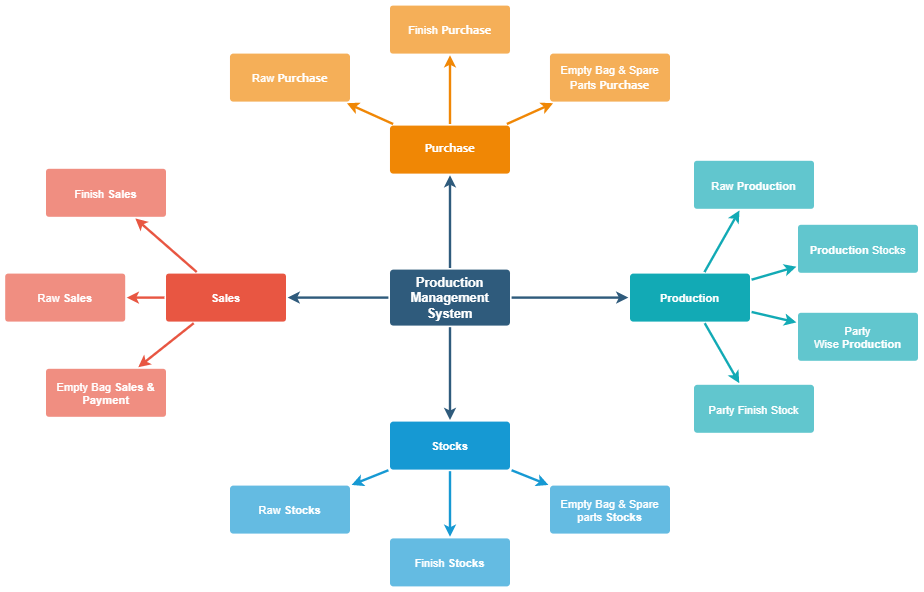 Finish Purchase
Raw Purchase
Empty Bag & Spare
Parts Purchase
Purchase
Finish Sales
Raw Production
Production Stocks
Raw Sales
Sales
Production
Management
System
Production
Party
Wise Production
Empty Bag Sales &
Payment
Party Finish Stock
Stocks
Raw Stocks
Empty Bag & Spare
parts Stocks
Finish Stocks